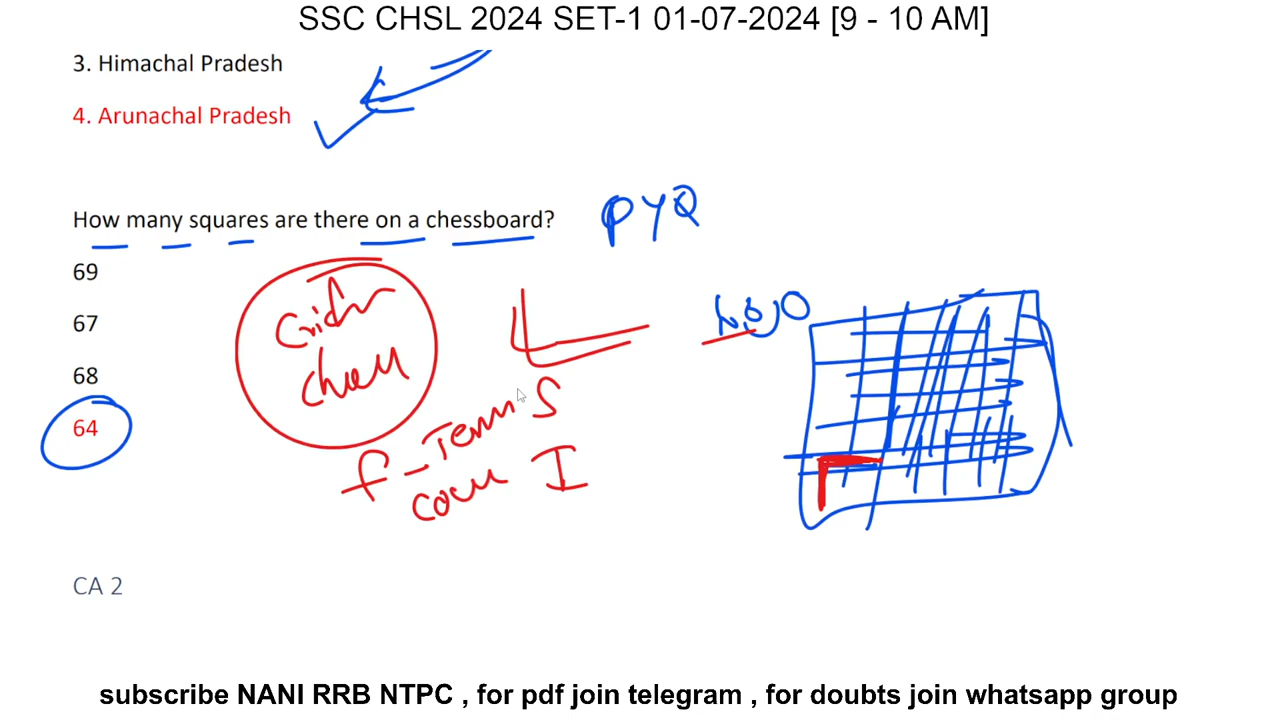 SSC CHSL 2024 SET-1 01-07-2024 [9 - 10 AM]
3. Himachal Pradesh
4. Arunachal Pradesh
How many squares are there on a chessboard?
PYQ
69
67
68
64
f - Term S
I
CA 2
subscribe NANI RRB NTPC , for pdf join telegram , for doubts join whatsapp group